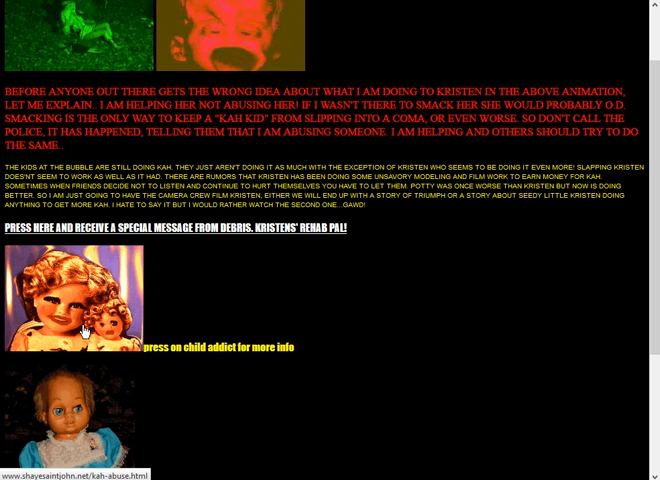 BEFORE ANYONE OUT THERE GETS THE WRONG IDEA ABOUT WHAT I AM DOING TO KRISTEN IN THE ABOVE ANIMATION,
LET ME EXPLAIN.. I AM HELPING HER NOT ABUSING HER! IF I WASN'T THERE TO SMACK HER SHE WOULD PROBABLY O.D.
SMACKING IS THE ONLY WAY TO KEEP A "KAH KID" FROM SLIPPING INTO A COMA, OR EVEN WORSE. SO DON'T CALL THE
POLICE, IT HAS HAPPENED, TELLING THEM THAT I AM ABUSING SOMEONE. I AM HELPING AND OTHERS SHOULD TRY TO DO
THE SAME..
THE KIDS AT THE BUBBLE ARE STILL DOING KAH. THEY JUST AREN'T DOING IT AS MUCH WITH THE EXCEPTION OF KRISTEN WHO SEEMS TO BE DOING IT EVEN MORE! SLAPPING KRISTEN
DOES'NT SEEM TO WORK AS WELL AS IT HAD. THERE ARE RUMORS THAT KRISTEN HAS BEEN DOING SOME UNSAVORY MODELING AND FILM WORK TO EARN MONEY FOR KAH.
SOMETIMES WHEN FRIENDS DECIDE NOT TO LISTEN AND CONTINUE TO HURT THEMSELVES YOU HAVE TO LET THEM. POTTY WAS ONCE WORSE THAN KRISTEN BUT NOW IS DOING
BETTER. SO I AM JUST GOING TO HAVE THE CAMERA CREW FILM KRISTEN, EITHER WE WILL END UP WITH A STORY OF TRIUMPH OR A STORY ABOUT SEEDY LITTLE KRISTEN DOING
ANYTHING TO GET MORE KAH. I HATE TO SAY IT BUT I WOULD RATHER WATCH THE SECOND ONE...GAWD!
PRESS HERE AND RECEIVE A SPECIAL MESSAGE FROM DEBRIS. KRISTENS' REHAB PAL!
press on child addict for more info
www.shayesaintjohn.net/kah-abuse.html